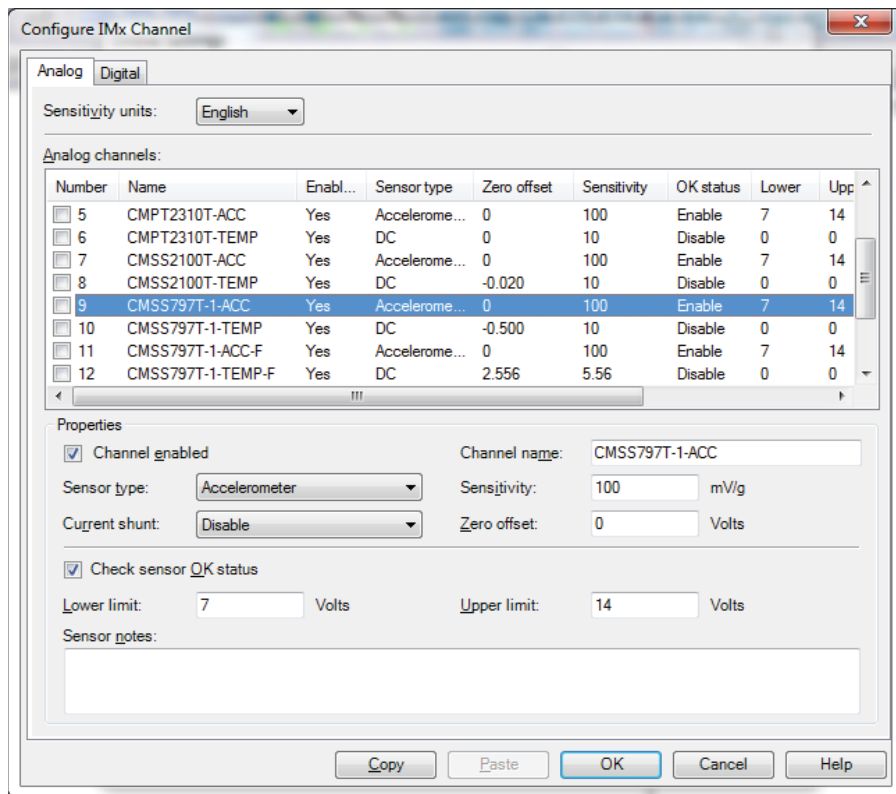 Configure IMx Channel
Analog Digital
Sensitivity units: English
Analog channels:
Number Name Enabl... Sensor type Zero offset Sensitivity OK status Lower Upp
5 CMPT2310T-ACC Yes Accelerome... 0 100 Enable 7 14
6 CMPT2310T-TEMP Yes DC 0 10 Disable 0 0
7 CMSS2100T-ACC Yes Accelerome... 0 100 Enable 7 14
8 CMSS2100T-TEMP Yes DC -0.020 10 Disable 0 0
9 CMSS797T-1-ACC Yes Accelerome... 0 100 Enable 7 14
10 CMSS797T-1-TEMP Yes DC -0.500 10 Disable 0 0
11 CMSS797T-1-ACC-F Yes Accelerome... 0 100 Enable 7 14
12 CMSS797T-1-TEMP-F Yes DC 2.556 5.56 Disable 0 0
Properties
Channel enabled Channel name: CMSS797T-1-ACC
Sensor type: Accelerometer Sensitivity: 100 mV/g
Current shunt: Disable Zero offset: 0 Volts
Check sensor OK status
Lower limit: 7 Volts Upper limit: 14 Volts
Sensor notes:
Copy Paste OK Cancel Help